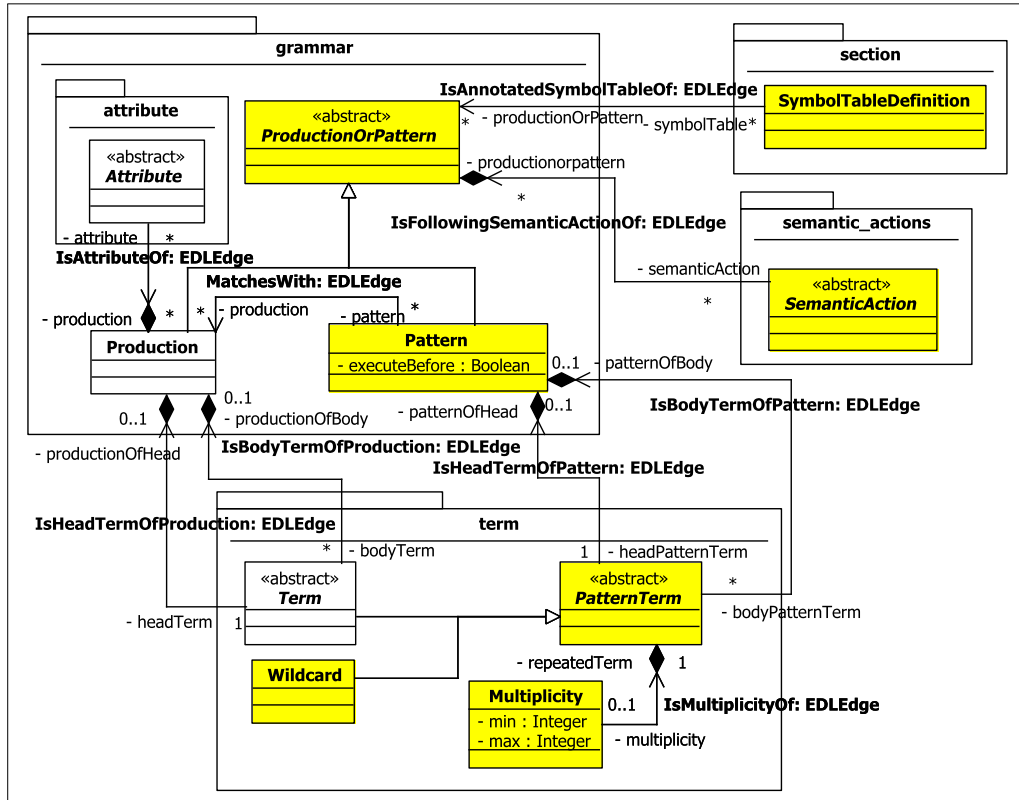 grammar
section
IsAnnotatedSymbolTableOf: EDLEdge
SymbolTableDefinition
attribute
«abstract»
ProductionOrPattern
*
- productionOrPattern
- symbolTable
*
«abstract»
Attribute
- productionorpattern
*
semantic_actions
IsFollowingSemanticActionOf: EDLEdge
- attribute
*
IsAttributeOf: EDLEdge
- semanticAction
*
«abstract»
SemanticAction
MatchesWith: EDLEdge
- production
*
*
- production
- pattern
*
Production
Pattern
- executeBefore : Boolean
0..1
- patternOfBody
0..1
0..1
- productionOfBody
- patternOfHead
0..1
IsBodyTermOfPattern: EDLEdge
- productionOfHead
IsBodyTermOfProduction: EDLEdge
IsHeadTermOfPattern: EDLEdge
IsHeadTermOfProduction: EDLEdge
term
*
- bodyTerm
1
- headPatternTerm
«abstract»
Term
«abstract»
PatternTerm
*
- bodyPatternTerm
- headTerm
1
Wildcard
- repeatedTerm
1
Multiplicity
- min : Integer
- max : Integer
0..1
IsMultiplicityOf: EDLEdge
- multiplicity